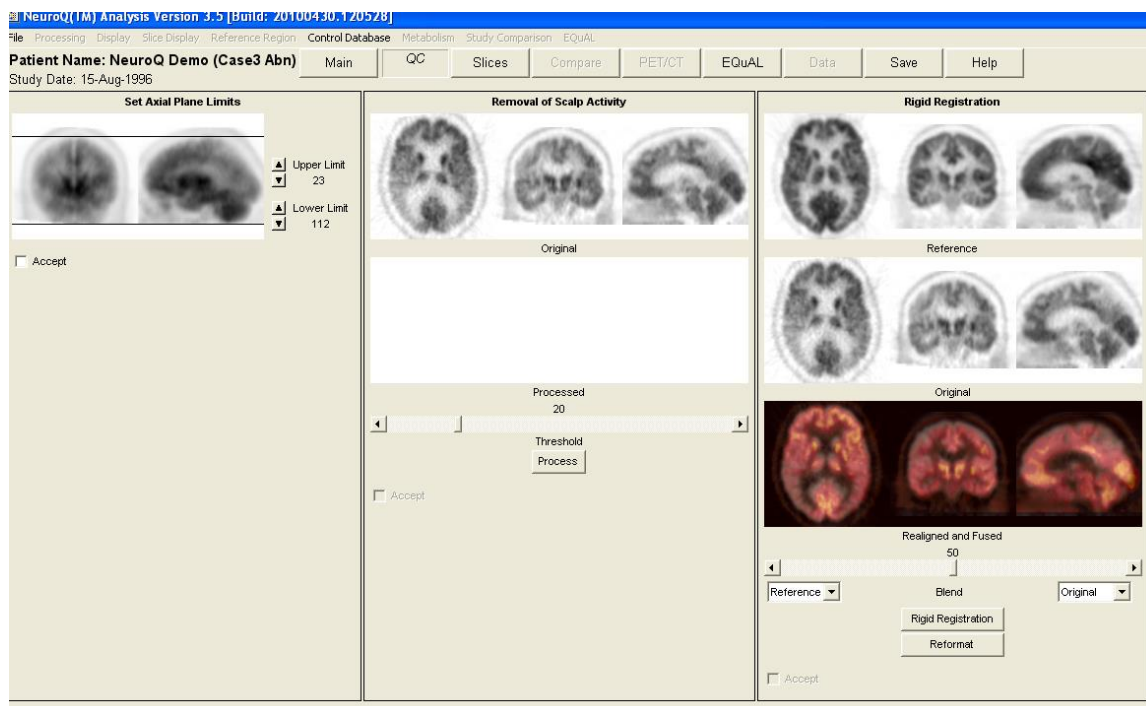 NeuroQ(TM) Analysis Version 3.5 [Build: 20100430.120528]
File Processing Display Slice Display Reference Region Control Database Metabolism Study Comparison EQuAL
Patient Name: NeuroQ Demo (Case3 Abn)
Study Date: 15-Aug-1996
Main QC Slices Compare PET/CT EQuAL Data Save Help
Set Axial Plane Limits
Upper Limit
23
Lower Limit
112
Accept
Removal of Scalp Activity
Original
Processed
20
Threshold
Process
Accept
Rigid Registration
Reference
Original
Realigned and Fused
50
Reference Blend Original
Rigid Registration
Reformat
Accept